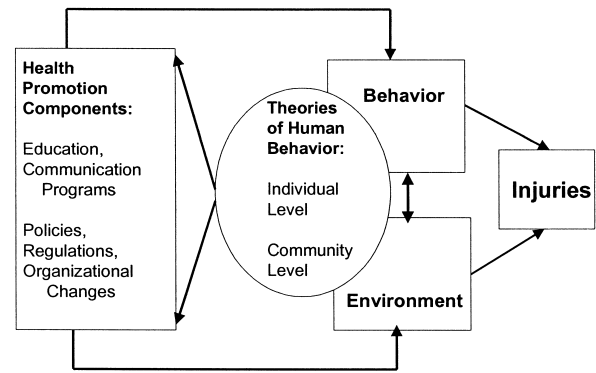 Health
Promotion
Components:
Education,
Communication
Programs
Policies,
Regulations,
Organizational
Changes
Theories
of Human
Behavior:
Individual
Level
Community
Level
Behavior
Environment
Injuries